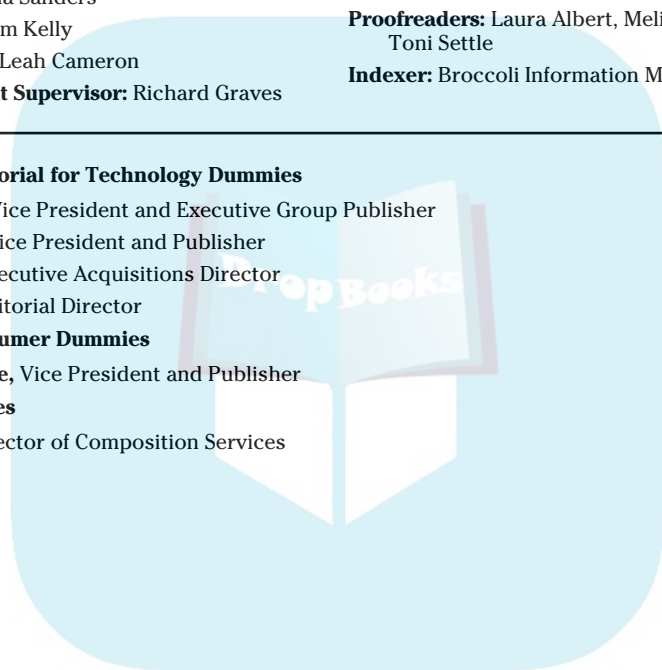 Sanders
m Kelly
Leah Cameron
t Supervisor: Richard Graves
Proofreaders: Laura Albert, Meli
Toni Settle
Indexer: Broccoli Information M
orial for Technology Dummies
Vice President and Executive Group Publisher
ice President and Publisher
ecutive Acquisitions Director
itorial Director
umer Dummies
e, Vice President and Publisher
es
ector of Composition Services
DropBooks